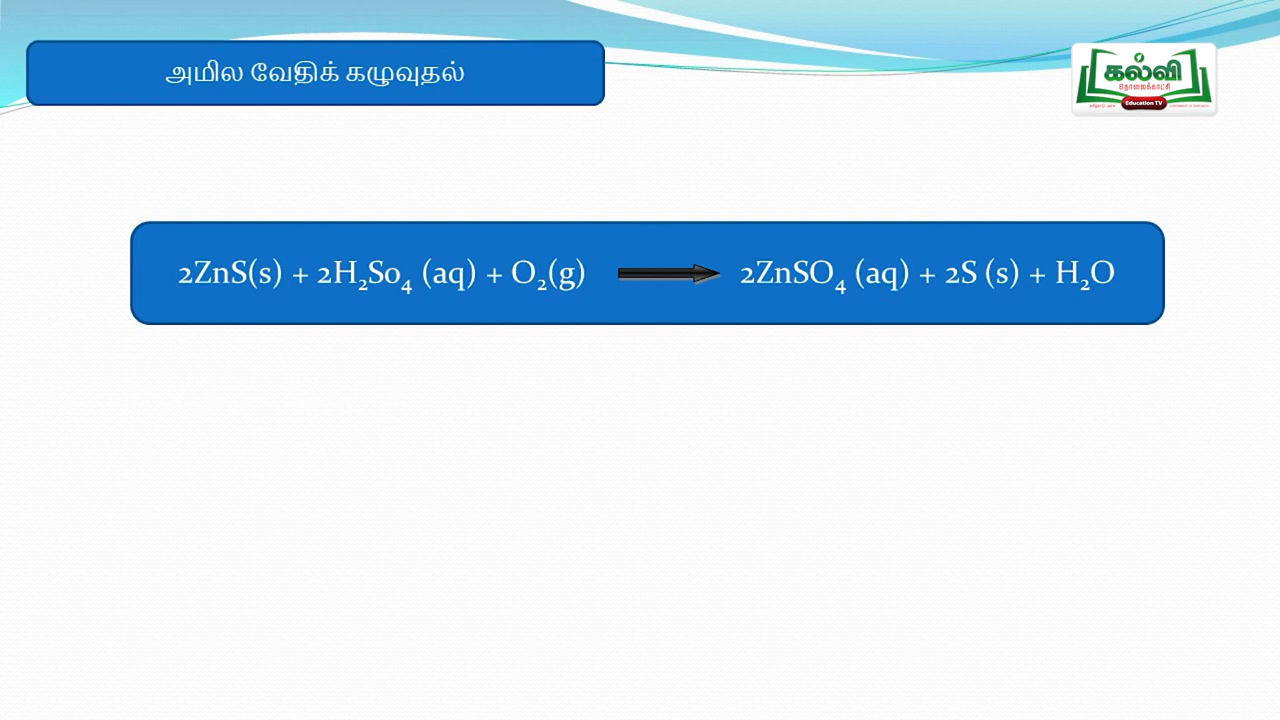 அமில வேதிக் கழுவுதல்
கல்வி
தொலைக்காட்சி
Education TV
2ZnS(s) + 2H₂So₄ (aq) + O₂(g) 2ZnSO₄ (aq) + 2S (s) + H₂O